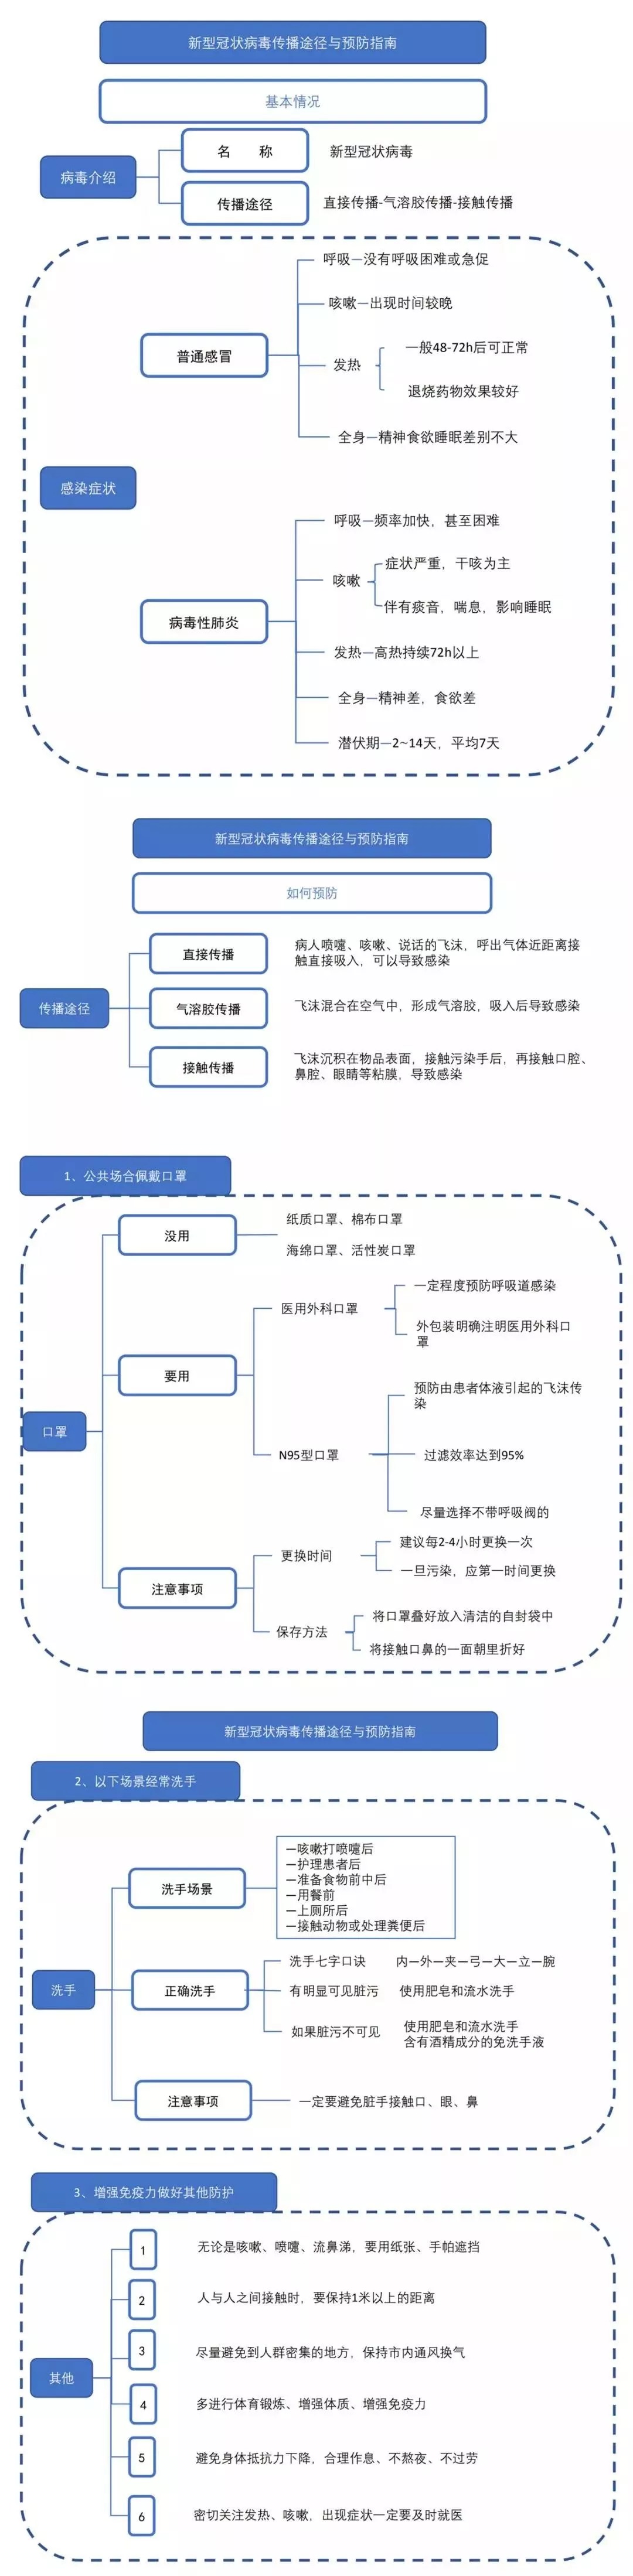 新型冠状病毒传播途径与预防指南
基本情况
病毒介绍
名 称
新型冠状病毒
传播途径
直接传播-气溶胶传播-接触传播
感染症状
普通感冒
呼吸—没有呼吸困难或急促
咳嗽—出现时间较晚
发热
一般48-72h后可正常
退烧药物效果较好
全身—精神食欲睡眠差别不大
病毒性肺炎
呼吸—频率加快，甚至困难
咳嗽
症状严重，干咳为主
伴有痰音，喘息，影响睡眠
发热—高热持续72h以上
全身—精神差，食欲差
潜伏期—2~14天，平均7天
新型冠状病毒传播途径与预防指南
如何预防
传播途径
直接传播
病人喷嚏、咳嗽、说话的飞沫，呼出气体近距离接
触直接吸入，可以导致感染
气溶胶传播
飞沫混合在空气中，形成气溶胶，吸入后导致感染
接触传播
飞沫沉积在物品表面，接触污染手后，再接触口腔、
鼻腔、眼睛等粘膜，导致感染
1、公共场合佩戴口罩
口罩
没用
纸质口罩、棉布口罩
海绵口罩、活性炭口罩
要用
医用外科口罩
一定程度预防呼吸道感染
外包装明确注明医用外科口
罩
N95型口罩
预防由患者体液引起的飞沫传
染
过滤效率达到95%
尽量选择不带呼吸阀的
注意事项
更换时间
建议每2-4小时更换一次
一旦污染，应第一时间更换
保存方法
将口罩叠好放入清洁的自封袋中
将接触口鼻的一面朝里折好
新型冠状病毒传播途径与预防指南
2、以下场景经常洗手
洗手
洗手场景
—咳嗽打喷嚏后
—护理患者后
—准备食物前中后
—用餐前
—上厕所后
—接触动物或处理粪便后
正确洗手
洗手七字口诀 内—外—夹—弓—大—立—腕
有明显可见脏污 使用肥皂和流水洗手
如果脏污不可见
使用肥皂和流水洗手
含有酒精成分的免洗手液
注意事项
一定要避免脏手接触口、眼、鼻
3、增强免疫力做好其他防护
其他
1 无论是咳嗽、喷嚏、流鼻涕，要用纸张、手帕遮挡
2 人与人之间接触时，要保持1米以上的距离
3 尽量避免到人群密集的地方，保持市内通风换气
4 多进行体育锻炼、增强体质、增强免疫力
5 避免身体抵抗力下降，合理作息、不熬夜、不过劳
6 密切关注发热、咳嗽，出现症状一定要及时就医